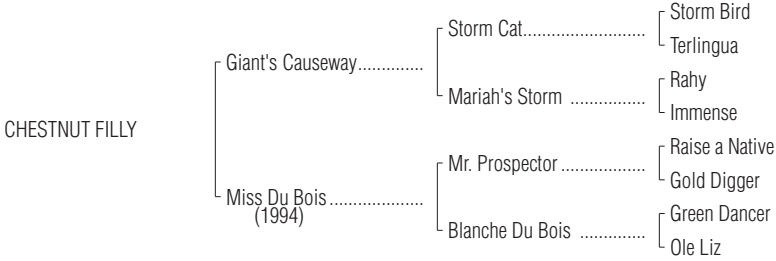 Storm Bird
Storm Cat.........................
Terlingua
Giant's Causeway..............
Rahy
Mariah's Storm ................
Immense
CHESTNUT FILLY
Raise a Native
Mr. Prospector ..................
Gold Digger
Miss Du Bois ....................
(1994)
Green Dancer
Blanche Du Bois ..............
Ole Liz